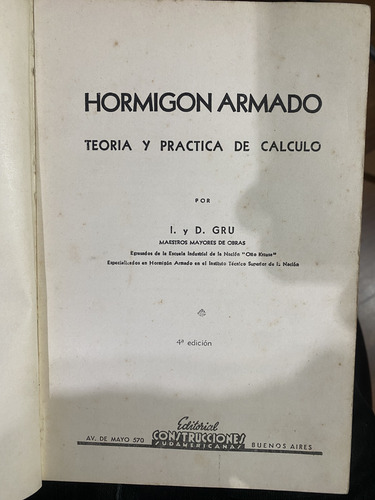 HORMIGON ARMADO
TEORIA Y PRACTICA DE CALCULO
POR
I. y D. GRU
MAESTROS MAYORES DE OBRAS
Egresados de la Escuela Industrial de la Nación "Otto Krause"
Especializados en Hormigón Armado en el Instituto Técnico Superior de l. Nación
4ª edición
Editorial
AV. DE MAYO 570 CONSTRUCCIONES BUENOS AIRES
SUDAMERICANAS